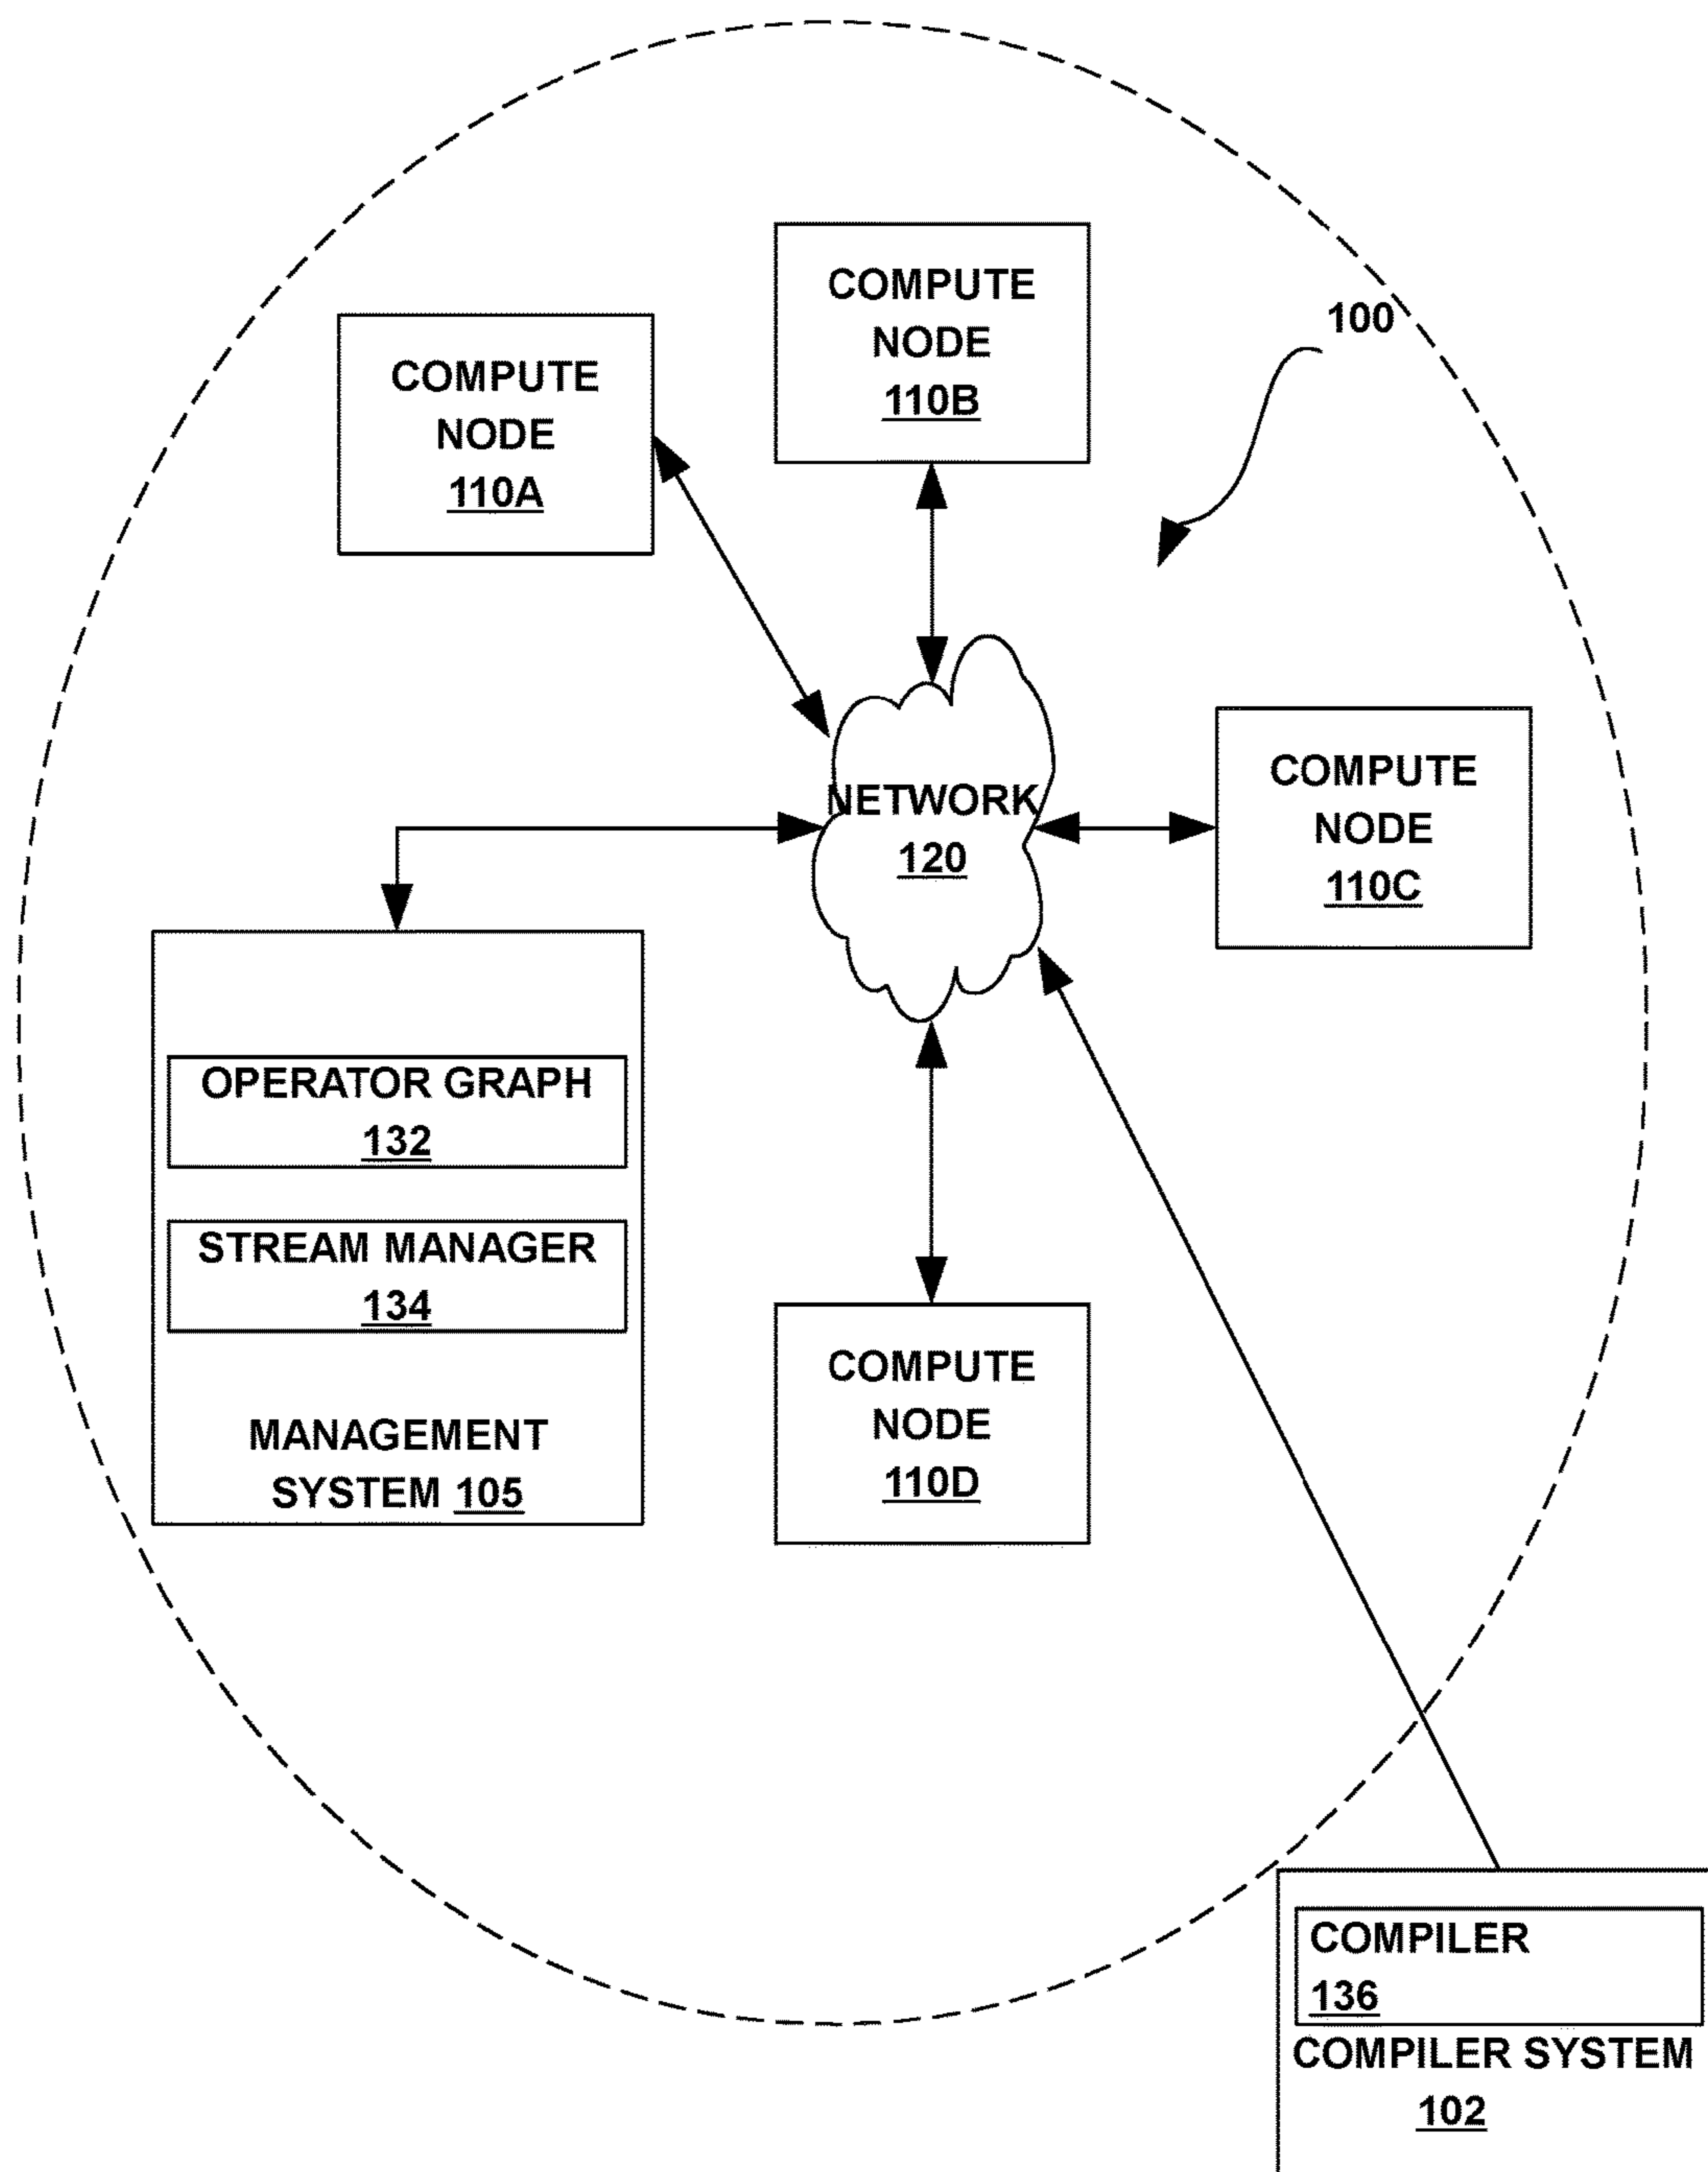 COMPUTE
NODE
110B
100
COMPUTE
NODE
110A
NETWORK
120
COMPUTE
NODE
110C
OPERATOR GRAPH
132
STREAM MANAGER
134
MANAGEMENT
SYSTEM 105
COMPUTE
NODE
110D
COMPILER
136
COMPILER SYSTEM
102